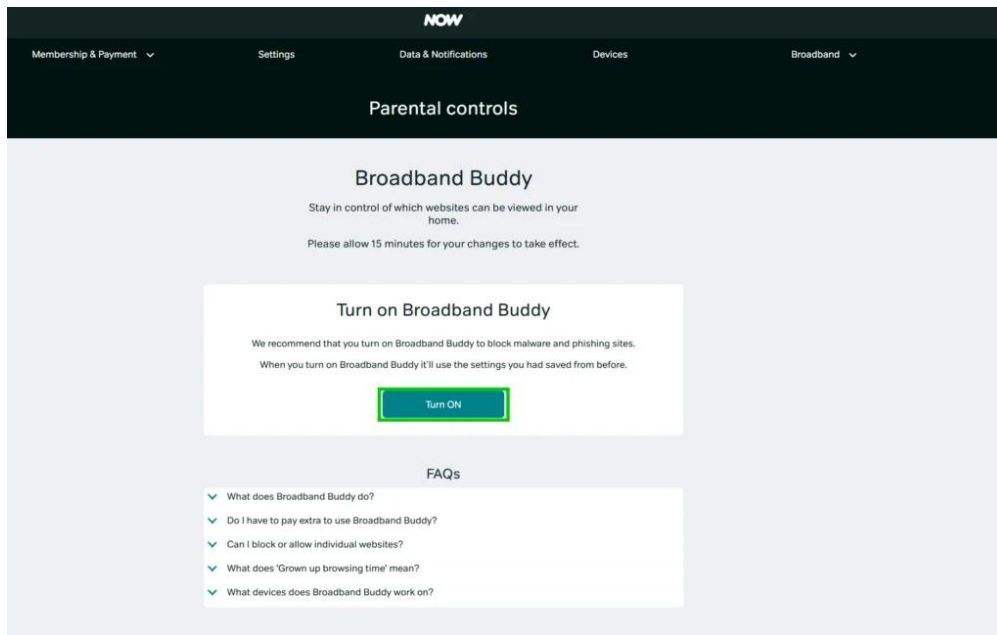 NOW
Membership & Payment
Settings
Data & Notifications
Devices
Broadband
Parental controls
Broadband Buddy
Stay in control of which websites can be viewed in your
home.
Please allow 15 minutes for your changes to take effect.
Turn on Broadband Buddy
We recommend that you turn on Broadband Buddy to block malware and phishing sites.
When you turn on Broadband Buddy it'll use the settings you had saved from before.
Turn ON
FAQs
What does Broadband Buddy do?
Do I have to pay extra to use Broadband Buddy?
Can I block or allow individual websites?
What does 'Grown up browsing time' mean?
What devices does Broadband Buddy work on?